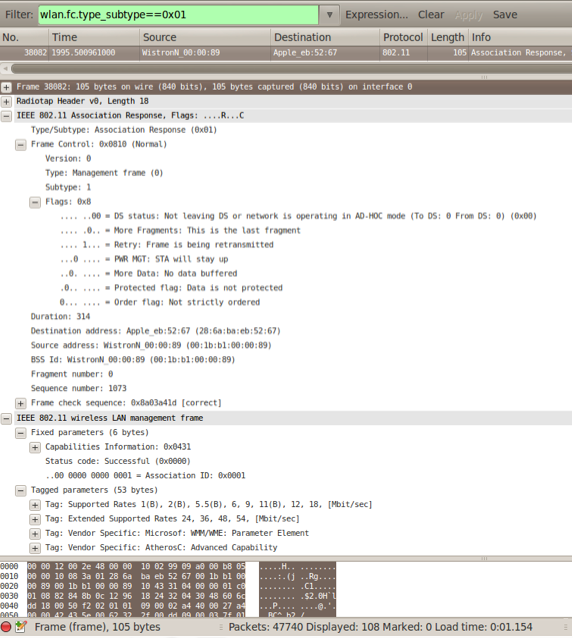 Filter: wlan.fc.type_subtype==0x01 Expression... Clear Apply Save
No. Time Source Destination Protocol Length Info
38082 1995.500961000 WistronN_00:00:89 Apple_eb:52:67 802.11 105 Association Response,
Frame 38082: 105 bytes on wire (840 bits), 105 bytes captured (840 bits) on interface 0
Radiotap Header v0, Length 18
IEEE 802.11 Association Response, Flags: ....R...C
Type/Subtype: Association Response (0x01)
Frame Control: 0x0810 (Normal)
Version: 0
Type: Management frame (0)
Subtype: 1
Flags: 0x8
.... ..00 = DS status: Not leaving DS or network is operating in AD-HOC mode (To DS: 0 From DS: 0) (0x00)
.... .0.. = More Fragments: This is the last fragment
.... 1... = Retry: Frame is being retransmitted
...0 .... = PWR MGT: STA will stay up
..0. .... = More Data: No data buffered
.0.. .... = Protected flag: Data is not protected
0... .... = Order flag: Not strictly ordered
Duration: 314
Destination address: Apple_eb:52:67 (28:6a:ba:eb:52:67)
Source address: WistronN_00:00:89 (00:1b:b1:00:00:89)
BSS Id: WistronN_00:00:89 (00:1b:b1:00:00:89)
Fragment number: 0
Sequence number: 1073
Frame check sequence: 0x8a03a41d [correct]
IEEE 802.11 wireless LAN management frame
Fixed parameters (6 bytes)
Capabilities Information: 0x0431
Status code: Successful (0x0000)
..00 0000 0000 0001 = Association ID: 0x0001
Tagged parameters (53 bytes)
Tag: Supported Rates 1(B), 2(B), 5.5(B), 6, 9, 11(B), 12, 18, [Mbit/sec]
Tag: Extended Supported Rates 24, 36, 48, 54, [Mbit/sec]
Tag: Vendor Specific: Microsof: WMM/WME: Parameter Element
Tag: Vendor Specific: AtherosC: Advanced Capability
0000 00 00 12 00 2e 48 00 00 10 02 99 09 a0 00 b8 05 .....H.. ........
0010 00 00 10 08 3a 01 28 6a ba eb 52 67 00 1b b1 00 ....:.(j ..Rg....
0020 00 89 00 1b b1 00 00 89 10 43 31 04 00 00 01 c0 ........ .C1.....
0030 01 08 82 84 8b 0c 12 96 18 24 32 04 30 48 60 6c ........ .$2.0H`l
0040 dd 18 00 50 f2 02 01 01 09 00 02 a4 40 00 27 a4 ...P.... ....@.'.
Frame (frame), 105 bytes Packets: 47740 Displayed: 108 Marked: 0 Load time: 0:01.154